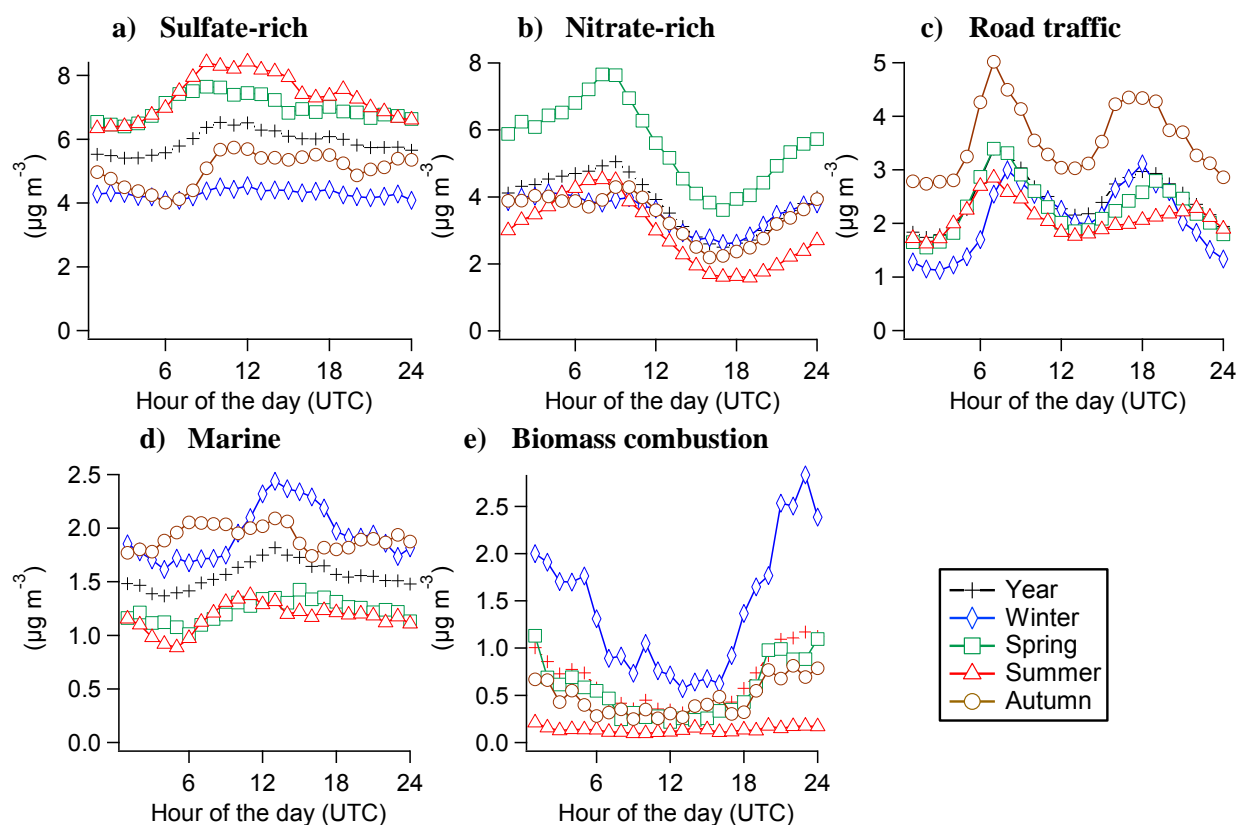 a) Sulfate-rich
b) Nitrate-rich
c) Road traffic
(µg m⁻³)
8
6
4
2
0
6 12 18 24
Hour of the day (UTC)
(µg m⁻³)
8
6
4
2
0
6 12 18 24
Hour of the day (UTC)
(µg m⁻³)
5
4
3
2
1
0
6 12 18 24
Hour of the day (UTC)
d) Marine
e) Biomass combustion
(µg m⁻³)
2.5
2.0
1.5
1.0
0.5
0.0
6 12 18 24
Hour of the day (UTC)
(µg m⁻³)
2.5
2.0
1.5
1.0
0.5
0.0
6 12 18 24
Hour of the day (UTC)
Year
Winter
Spring
Summer
Autumn